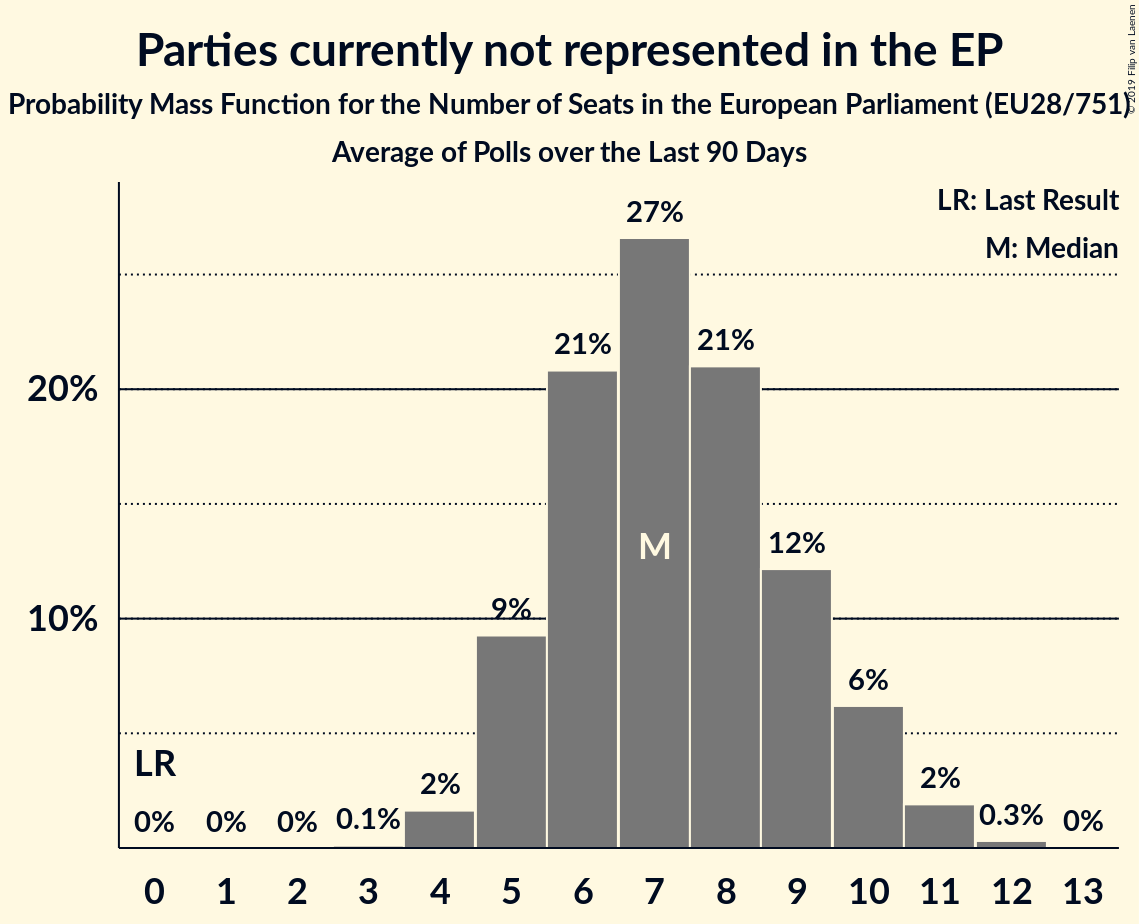 Parties currently not represented in the EP
Probability Mass Function for the Number of Seats in the European Parliament (EU28/751)
Average of Polls over the Last 90 Days
© 2019 Filip van Laenen
LR: Last Result
M: Median
27%
21%
21%
20%
M
12%
9%
10%
6%
LR
2%
2%
0%
0%
0%
0.1%
0.3%
0%
0 1 2 3 4 5 6 7 8 9 10 11 12 13